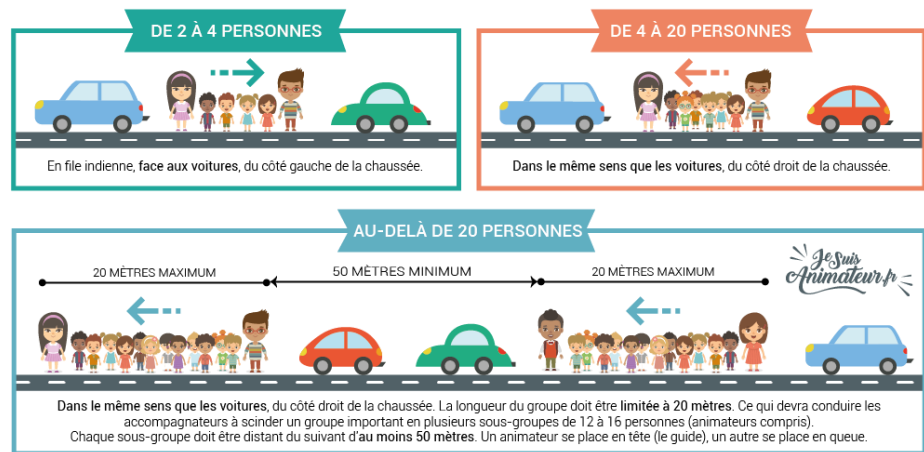 DE 2 À 4 PERSONNES
En file indienne, face aux voitures, du côté gauche de la chaussée.
DE 4 À 20 PERSONNES
Dans le même sens que les voitures, du côté droit de la chaussée.
AU-DELÀ DE 20 PERSONNES
20 MÈTRES MAXIMUM
50 MÈTRES MINIMUM
20 MÈTRES MAXIMUM
Je Suis
Animateur.fr
Dans le même sens que les voitures, du côté droit de la chaussée. La longueur du groupe doit être limitée à 20 mètres. Ce qui devra conduire les
accompagnateurs à scinder un groupe important en plusieurs sous-groupes de 12 à 16 personnes (animateurs compris).
Chaque sous-groupe doit être distant du suivant d'au moins 50 mètres. Un animateur se place en tête (le guide), un autre se place en queue.